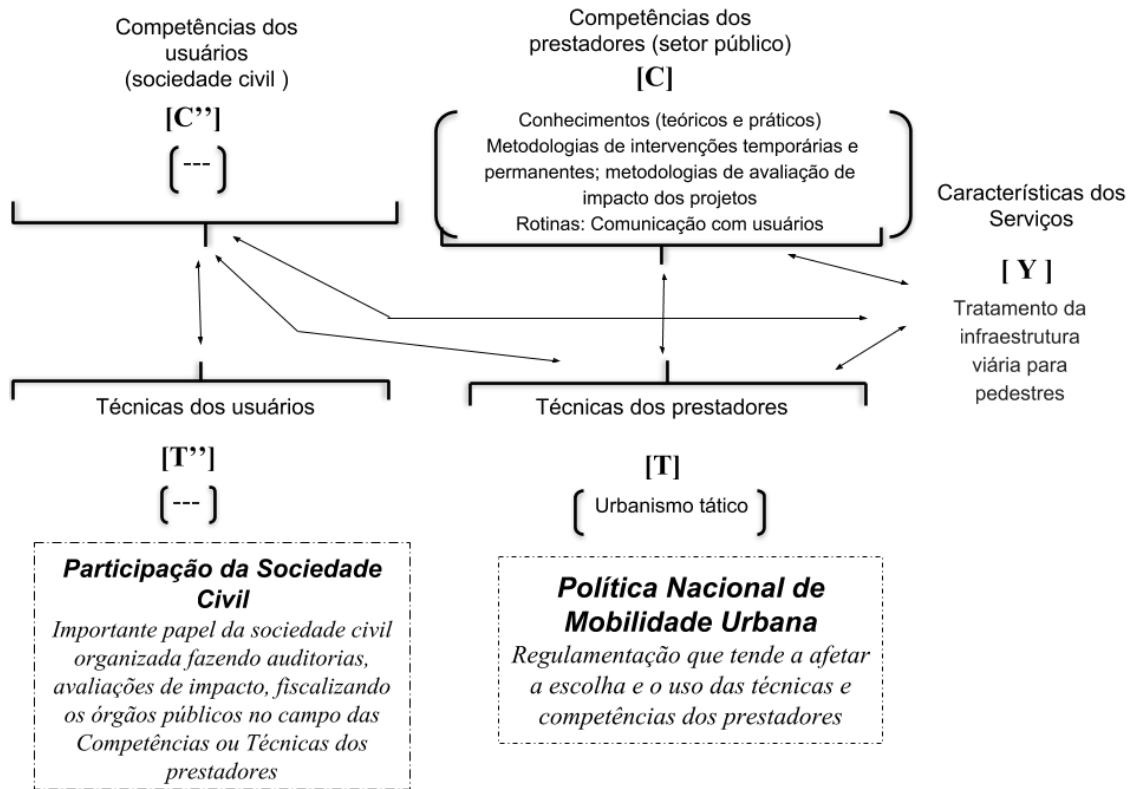 Competências dos
usuários
(sociedade civil )
[C’’]
---
Competências dos
prestadores (setor público)
[C]
Conhecimentos (teóricos e práticos)
Metodologias de intervenções temporárias e
permanentes; metodologias de avaliação de
impacto dos projetos
Rotinas: Comunicação com usuários
Características dos
Serviços
[ Y ]
Tratamento da
infraestrutura
viária para
pedestres
Técnicas dos usuários
[T’’]
---
Técnicas dos prestadores
[T]
Urbanismo tático
Participação da Sociedade
Civil
Importante papel da sociedade civil
organizada fazendo auditorias,
avaliações de impacto, fiscalizando
os órgãos públicos no campo das
Competências ou Técnicas dos
prestadores
Política Nacional de
Mobilidade Urbana
Regulamentação que tende a afetar
a escolha e o uso das técnicas e
competências dos prestadores